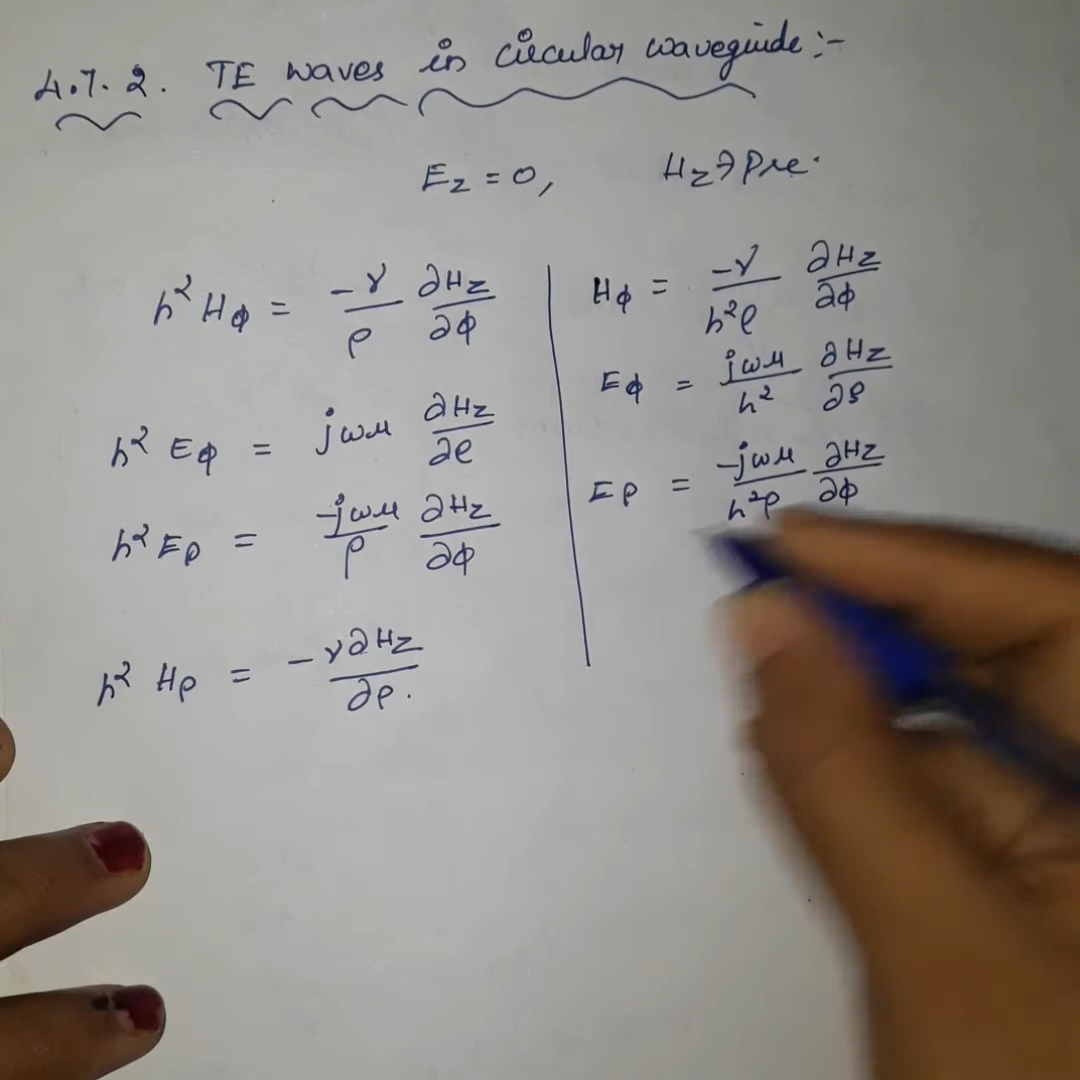 4.7.2. TE waves in circular waveguide:-
Ez = 0, Hz → Pre.
h² Hϕ = -γ/ρ ∂Hz/∂ϕ
h² Eϕ = jωμ ∂Hz/∂ρ
h² Eρ = -jωμ/ρ ∂Hz/∂ϕ
h² Hρ = -γ∂Hz/∂ρ.
Hϕ = -γ/h²ρ ∂Hz/∂ϕ
Eϕ = jωμ/h² ∂Hz/∂ρ
Eρ = -jωμ/h²ρ ∂Hz/∂ϕ